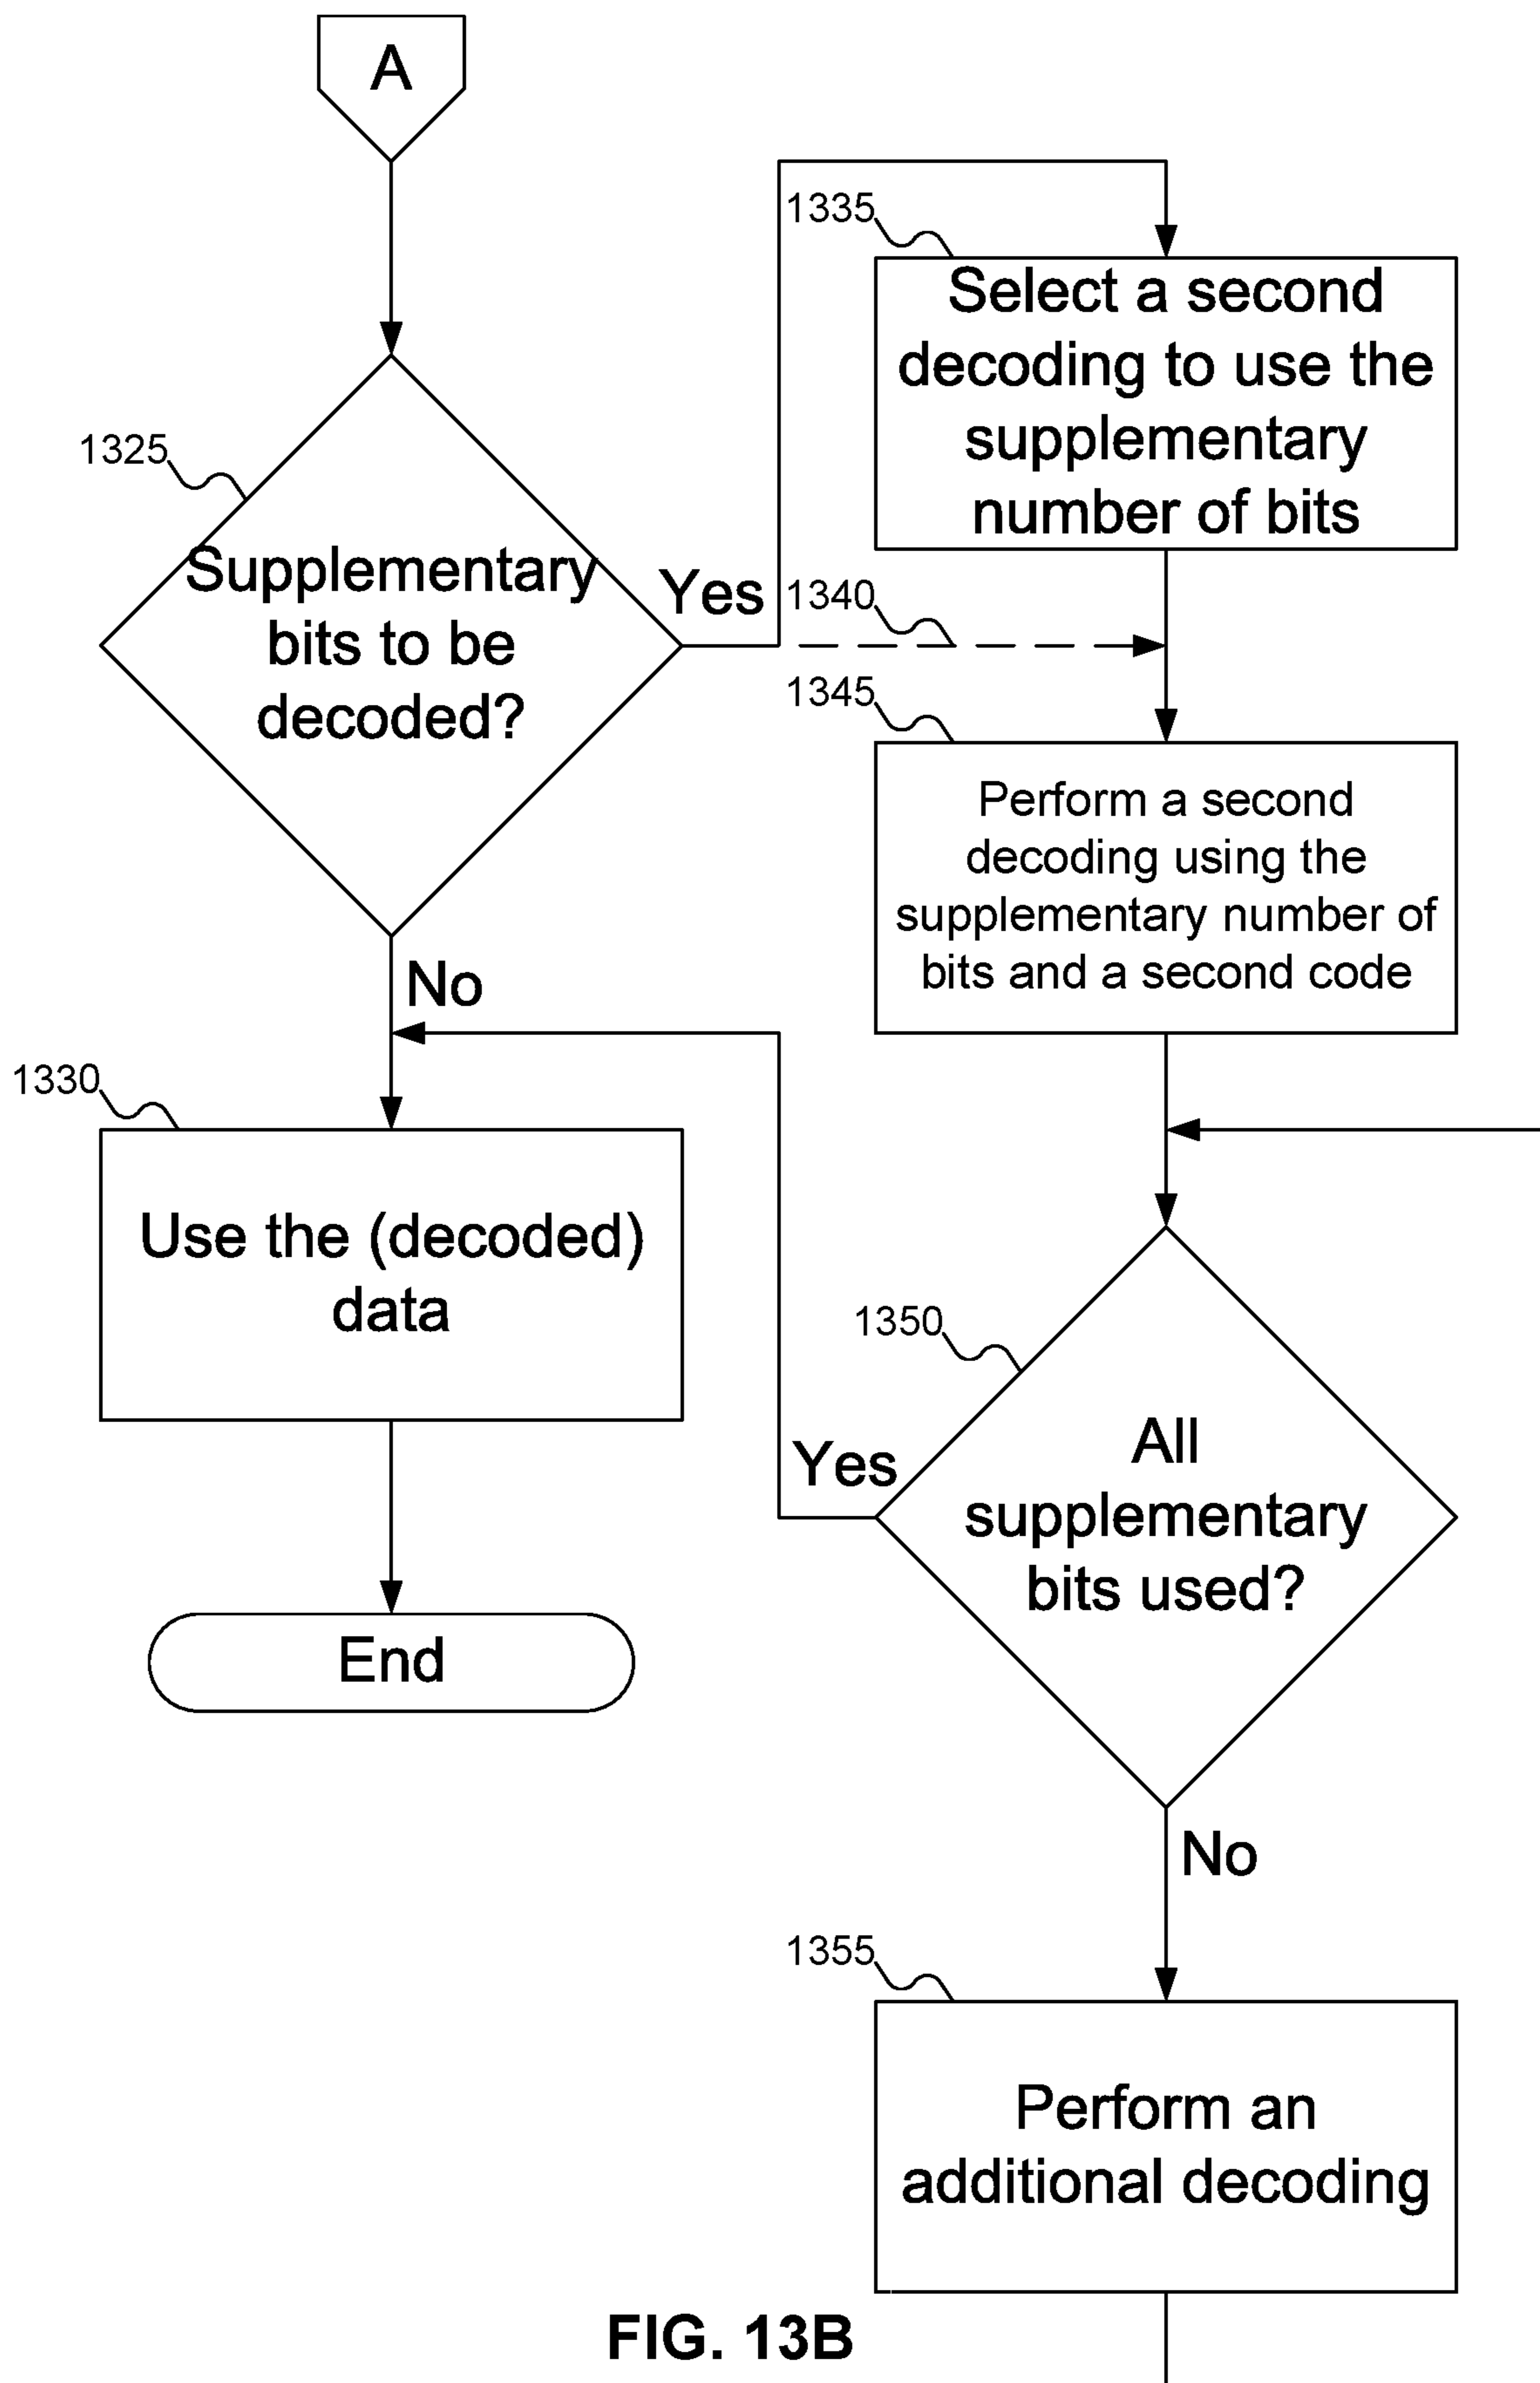 A
1325
Supplementary
bits to be
decoded?
Yes
No
1335
Select a second
decoding to use the
supplementary
number of bits
1340
1345
Perform a second
decoding using the
supplementary number of
bits and a second code
1330
Use the (decoded)
data
End
1350
All
supplementary
bits used?
Yes
No
1355
Perform an
additional decoding
FIG. 13B